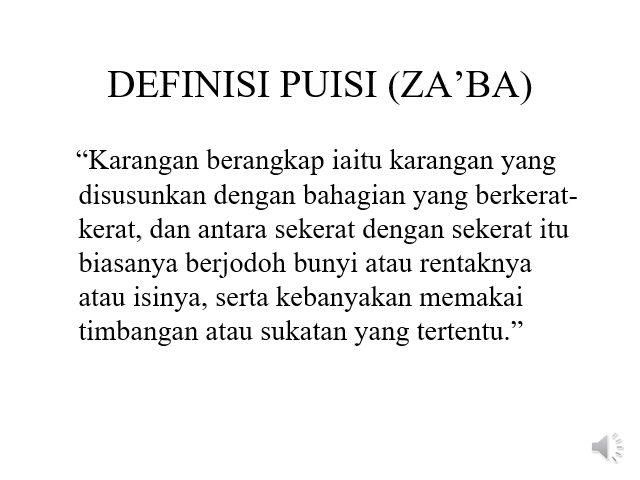 DEFINISI PUISI (ZA’BA)
“Karangan berangkap iaitu karangan yang
disusunkan dengan bahagian yang berkerat-
kerat, dan antara sekerat dengan sekerat itu
biasanya berjodoh bunyi atau rentaknya
atau isinya, serta kebanyakan memakai
timbangan atau sukatan yang tertentu.”